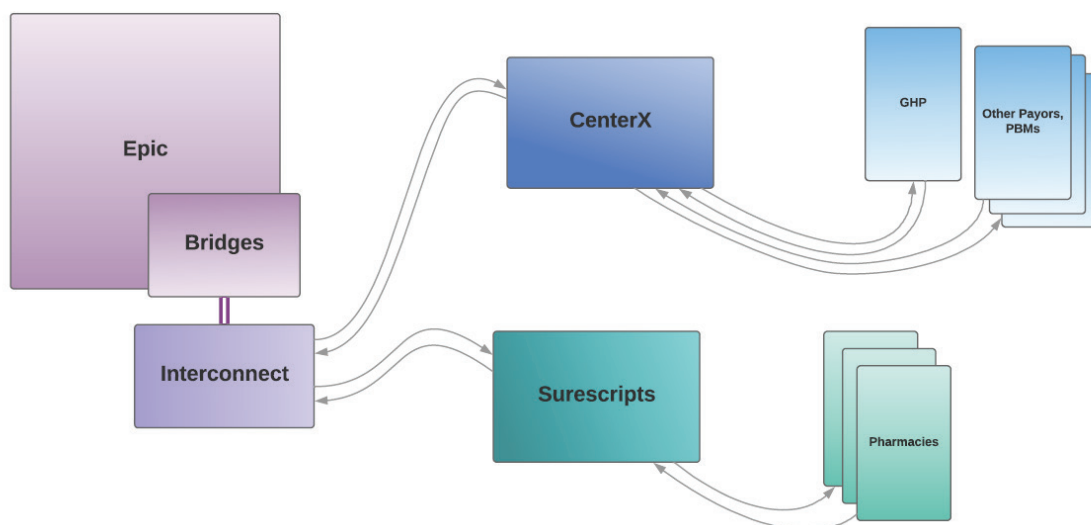 Epic
Bridges
Interconnect
CenterX
GHP
Other Payors,
PBMs
Surescripts
Pharmacies